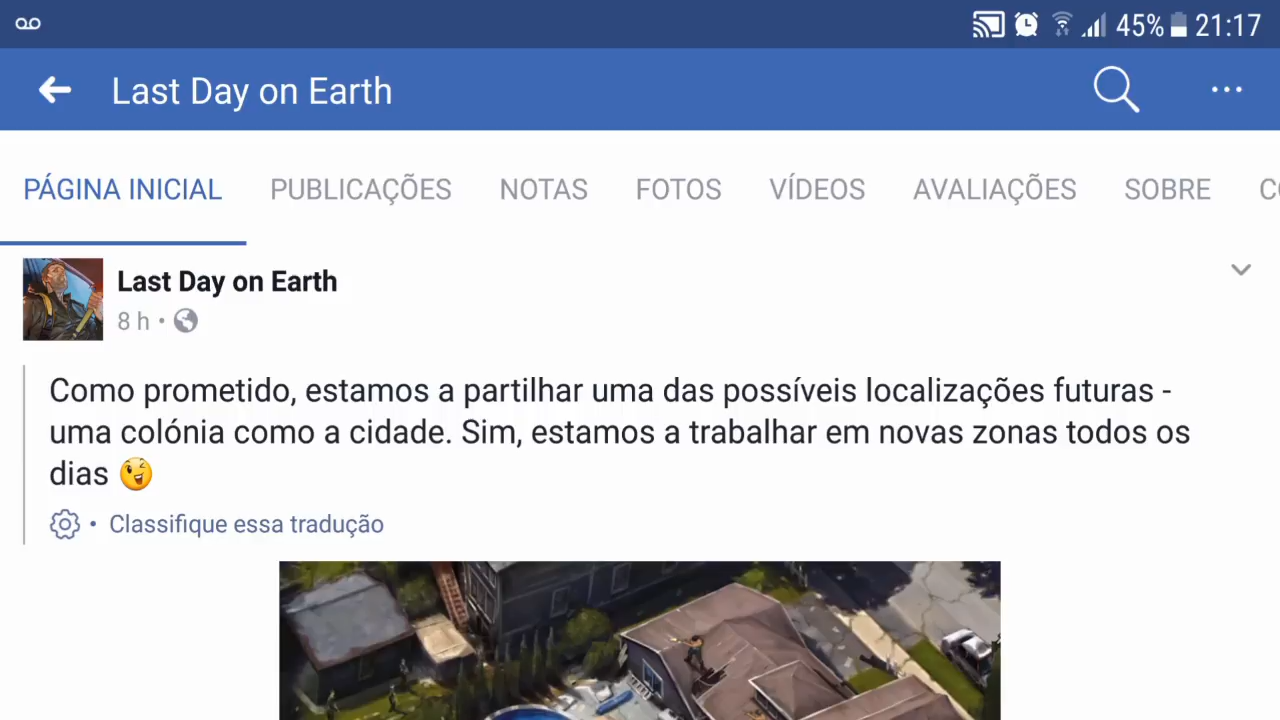 45% 21:17
Last Day on Earth
PÁGINA INICIAL PUBLICAÇÕES NOTAS FOTOS VÍDEOS AVALIAÇÕES SOBRE
Last Day on Earth
8 h •
Como prometido, estamos a partilhar uma das possíveis localizações futuras -
uma colónia como a cidade. Sim, estamos a trabalhar em novas zonas todos os
dias 😉
• Classifique essa tradução